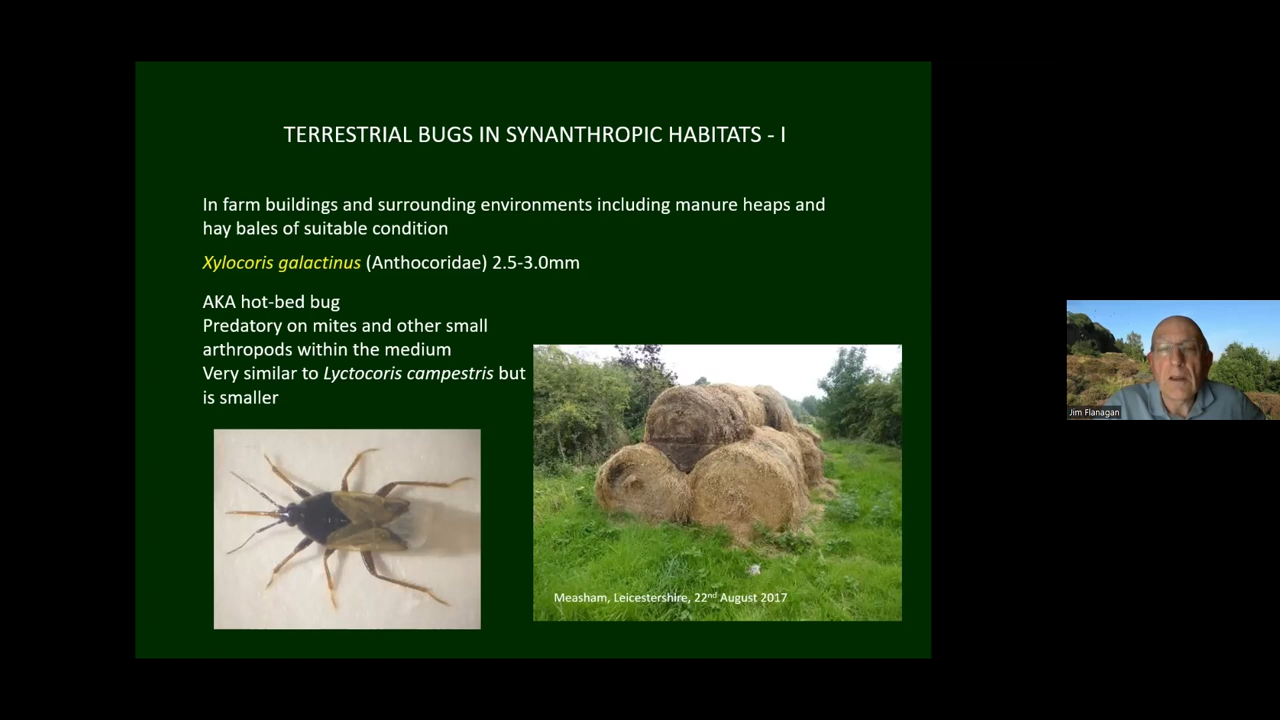 TERRESTRIAL BUGS IN SYNANTHROPIC HABITATS - I
In farm buildings and surrounding environments including manure heaps and
hay bales of suitable condition
Xylocoris galactinus (Anthocoridae) 2.5-3.0mm
AKA hot-bed bug
Predatory on mites and other small
arthropods within the medium
Very similar to Lyctocoris campestris but
is smaller
Measham, Leicestershire, 22nd August 2017
Jim Flanagan